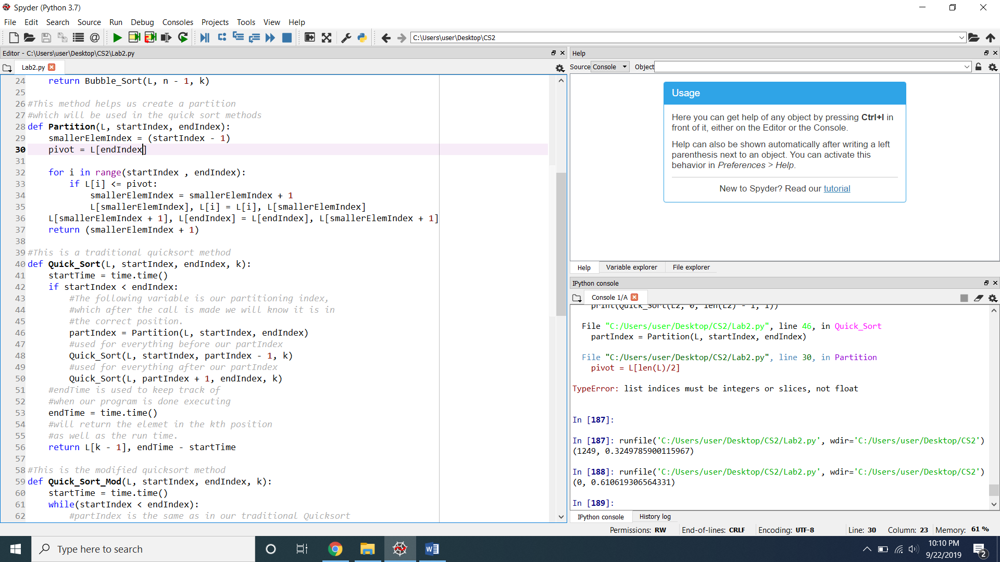 Spyder (Python 3.7)
File Edit Search Source Run Debug Consoles Projects Tools View Help
C:\Users\user\Desktop\CS2
Editor - C:\Users\user\Desktop\CS2\Lab2.py
Lab2.py
24     return Bubble_Sort(L, n - 1, k)
25
26 #This method helps us create a partition
27 #which will be used in the quick sort methods
28 def Partition(L, startIndex, endIndex):
29     smallerElemIndex = (startIndex - 1)
30     pivot = L[endIndex]
31
32     for i in range(startIndex , endIndex):
33         if L[i] <= pivot:
34             smallerElemIndex = smallerElemIndex + 1
35             L[smallerElemIndex], L[i] = L[i], L[smallerElemIndex]
36     L[smallerElemIndex + 1], L[endIndex] = L[endIndex], L[smallerElemIndex + 1]
37     return (smallerElemIndex + 1)
38
39 #This is a traditional quicksort method
40 def Quick_Sort(L, startIndex, endIndex, k):
41     startTime = time.time()
42     if startIndex < endIndex:
43         #The following variable is our partitioning index,
44         #which after the call is made we will know it is in
45         #the correct position.
46         partIndex = Partition(L, startIndex, endIndex)
47         #used for everything before our partIndex
48         Quick_Sort(L, startIndex, partIndex - 1, k)
49         #used for everything after our partIndex
50         Quick_Sort(L, partIndex + 1, endIndex, k)
51     #endTime is used to keep track of
52     #when our program is done executing
53     endTime = time.time()
54     #will return the elemet in the kth position
55     #as well as the run time.
56     return L[k - 1], endTime - startTime
57
58 #This is the modified quicksort method
59 def Quick_Sort_Mod(L, startIndex, endIndex, k):
60     startTime = time.time()
61     while(startIndex < endIndex):
62         #partIndex is the same as in our traditional Quicksort
Help
Source Console Object
Usage
Here you can get help of any object by pressing Ctrl+I in
front of it, either on the Editor or the Console.
Help can also be shown automatically after writing a left
parenthesis next to an object. You can activate this
behavior in Preferences > Help.
New to Spyder? Read our tutorial
Help Variable explorer File explorer
IPython console
Console 1/A
print(Quick_Sort(L2, 0, len(L2) - 1, 1))
File "C:/Users/user/Desktop/CS2/Lab2.py", line 46, in Quick_Sort
partIndex = Partition(L, startIndex, endIndex)
File "C:/Users/user/Desktop/CS2/Lab2.py", line 30, in Partition
pivot = L[len(L)/2]
TypeError: list indices must be integers or slices, not float
In [187]:
In [187]: runfile('C:/Users/user/Desktop/CS2/Lab2.py', wdir='C:/Users/user/Desktop/CS2')
(1249, 0.3249785900115967)
In [188]: runfile('C:/Users/user/Desktop/CS2/Lab2.py', wdir='C:/Users/user/Desktop/CS2')
(0, 0.610619306564331)
In [189]:
IPython console History log
Permissions: RW End-of-lines: CRLF Encoding: UTF-8 Line: 30 Column: 23 Memory: 61 %
Type here to search
10:10 PM
9/22/2019
2